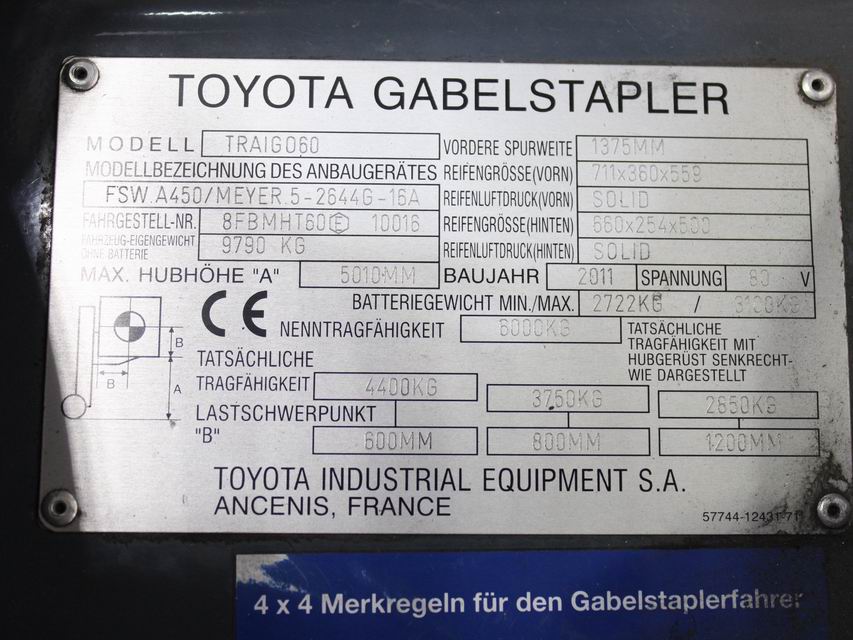 TOYOTA GABELSTAPLER
MODELL TRAIGO60 VORDERE SPURWEITE 1375MM
MODELLBEZEICHNUNG DES ANBAUGERÄTES REIFENGRÖSSE(VORN) 711x360x559
FSW.A450/MEYER.5-2644G-16A REIFENLUFTDRUCK(VORN) SOLID
FAHRGESTELL-NR. 8FBMHT60 E 10016 REIFENGRÖSSE(HINTEN) 660x254x500
FAHRZEUG-EIGENGEWICHT
OHNE BATTERIE 9790 KG REIFENLUFTDRUCK(HINTEN) SOLID
MAX. HUBHÖHE "A" 5010MM BAUJAHR 2011 SPANNUNG 80 V
CE BATTERIEGEWICHT MIN./MAX. 2722KG / 3100KG
NENNTRAGFÄHIGKEIT 6000KG TATSÄCHLICHE
TRAGFÄHIGKEIT MIT
HUBGERÜST SENKRECHT-
WIE DARGESTELLT
B
B
A
TATSÄCHLICHE
TRAGFÄHIGKEIT 4400KG 3750KG 2650KG
LASTSCHWERPUNKT
"B" 600MM 800MM 1200MM
TOYOTA INDUSTRIAL EQUIPMENT S.A.
ANCENIS, FRANCE
57744-12431-71
4 x 4 Merkregeln für den Gabelstaplerfahrer